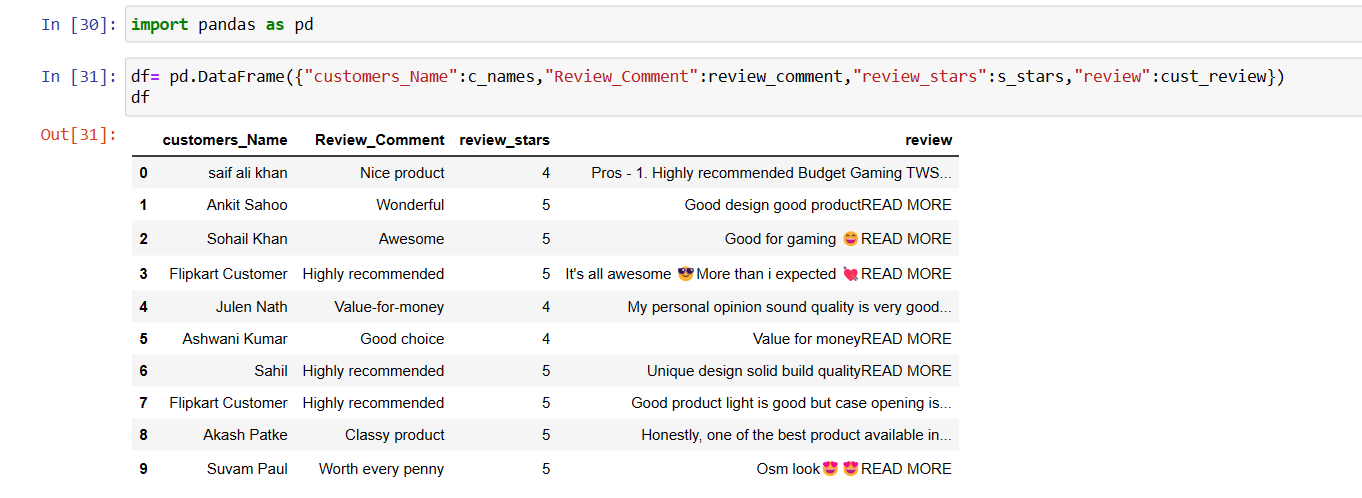 In [30]: import pandas as pd
In [31]: df= pd.DataFrame({"customers_Name":c_names,"Review_Comment":review_comment,"review_stars":s_stars,"review":cust_review})
df
Out[31]:
customers_Name Review_Comment review_stars review
0 saif ali khan Nice product 4 Pros - 1. Highly recommended Budget Gaming TWS...
1 Ankit Sahoo Wonderful 5 Good design good productREAD MORE
2 Sohail Khan Awesome 5 Good for gaming 😄READ MORE
3 Flipkart Customer Highly recommended 5 It's all awesome 😎More than i expected 💘READ MORE
4 Julen Nath Value-for-money 4 My personal opinion sound quality is very good...
5 Ashwani Kumar Good choice 4 Value for moneyREAD MORE
6 Sahil Highly recommended 5 Unique design solid build qualityREAD MORE
7 Flipkart Customer Highly recommended 5 Good product light is good but case opening is...
8 Akash Patke Classy product 5 Honestly, one of the best product available in...
9 Suvam Paul Worth every penny 5 Osm look😍😍READ MORE